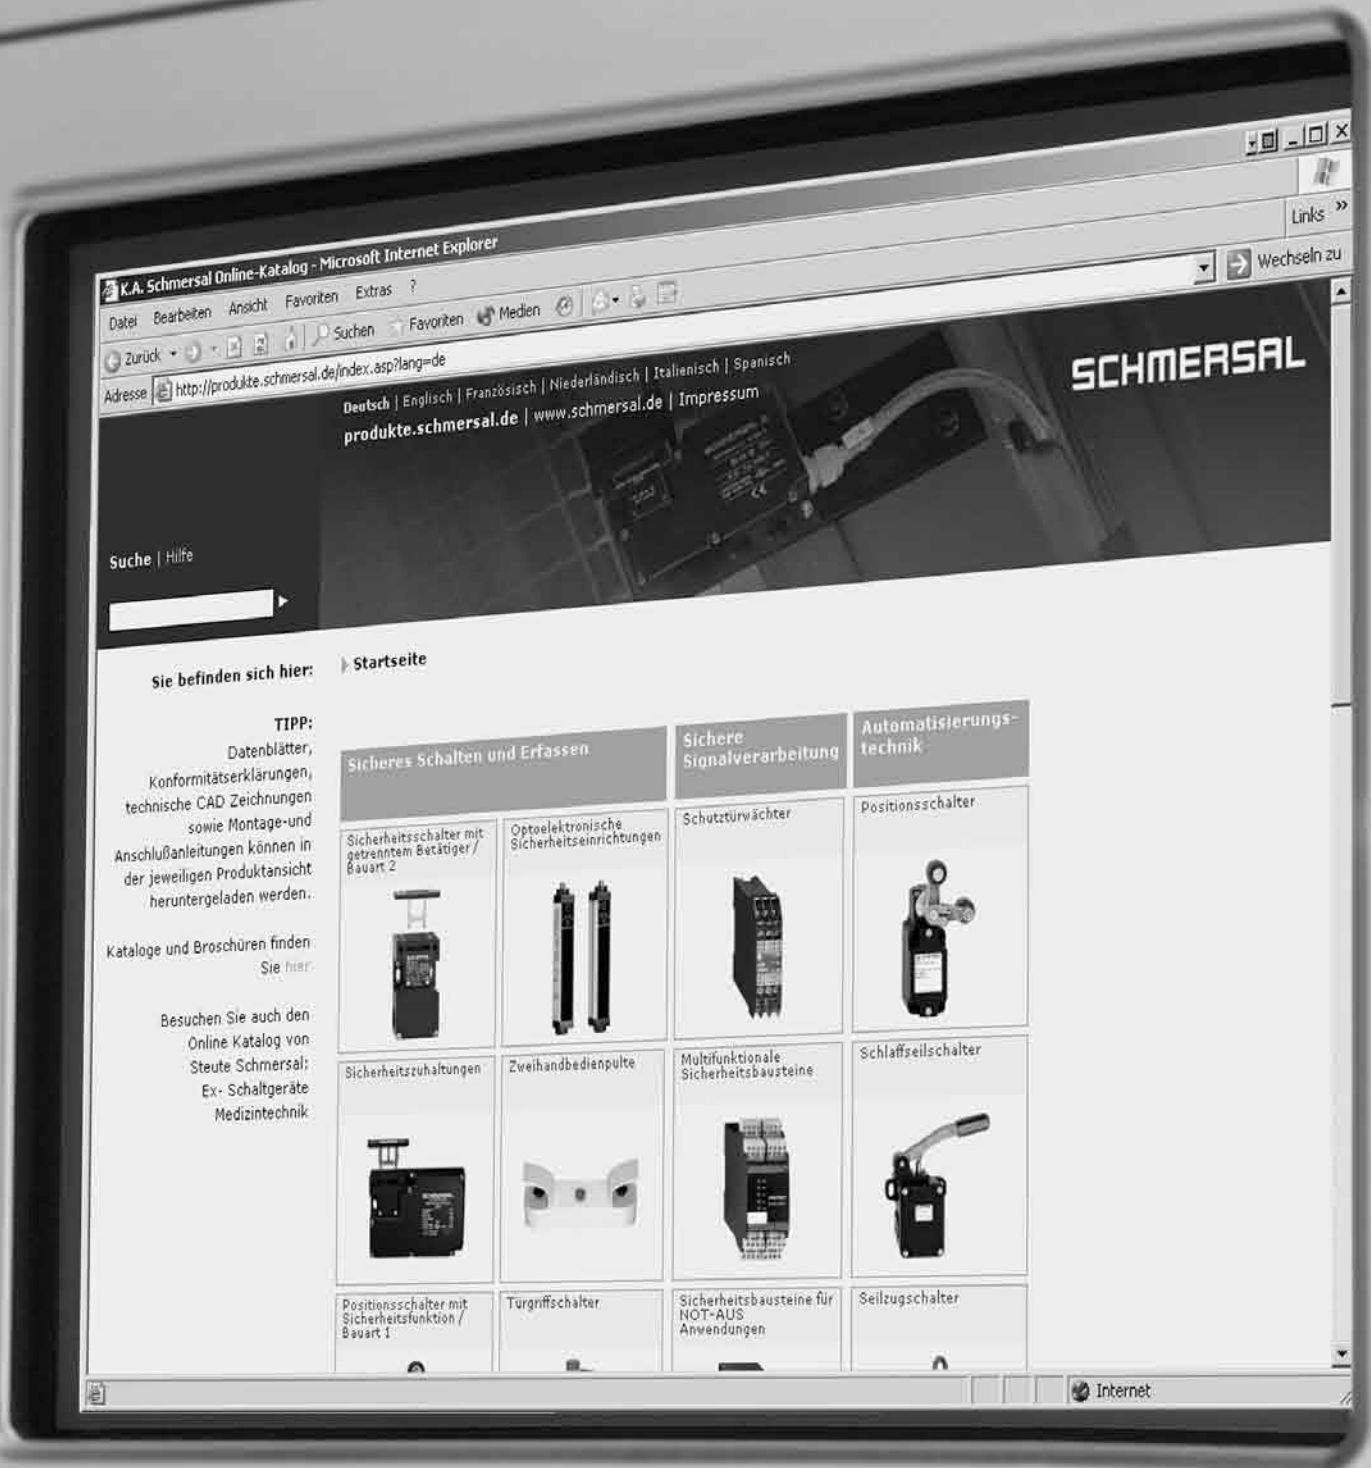 K.A. Schmersal Online-Katalog - Microsoft Internet Explorer
Datei Bearbeiten Ansicht Favoriten Extras ?
Links »
Zurück Suchen Favoriten Medien
Adresse http://produkte.schmersal.de/index.asp?lang=de Wechseln zu
Deutsch | Englisch | Französisch | Niederländisch | Italienisch | Spanisch
produkte.schmersal.de | www.schmersal.de | Impressum
SCHMERSAL
Suche | Hilfe
Sie befinden sich hier:
Startseite
TIPP:
Datenblätter,
Konformitätserklärungen,
technische CAD Zeichnungen
sowie Montage-und
Anschlußanleitungen können in
der jeweiligen Produktansicht
heruntergeladen werden.
Kataloge und Broschüren finden
Sie hier
Besuchen Sie auch den
Online Katalog von
Steute Schmersal:
Ex- Schaltgeräte
Medizintechnik
Sicheres Schalten und Erfassen
Sichere
Signalverarbeitung
Automatisierungs-
technik
Sicherheitsschalter mit
getrenntem Betätiger /
Bauart 2
Optoelektronische
Sicherheitseinrichtungen
Schutztürwächter
Positionsschalter
Sicherheitszuhaltungen
Zweihandbedienpulte
Multifunktionale
Sicherheitsbausteine
Schlaffseilschalter
Positionsschalter mit
Sicherheitsfunktion /
Bauart 1
Türgriffschalter
Sicherheitsbausteine für
NOT-AUS
Anwendungen
Seilzugschalter
Internet